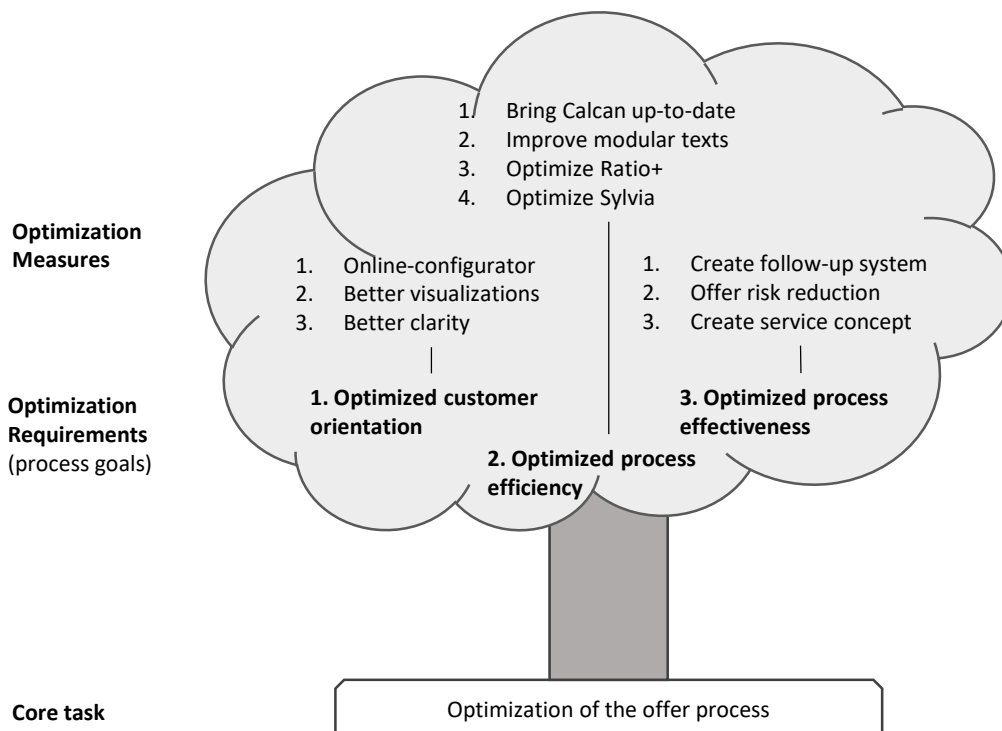 1. Bring Calcan up-to-date
2. Improve modular texts
3. Optimize Ratio+
4. Optimize Sylvia
Optimization
Measures
1. Online-configurator
2. Better visualizations
3. Better clarity
1. Create follow-up system
2. Offer risk reduction
3. Create service concept
Optimization
Requirements
(process goals)
1. Optimized customer
orientation
3. Optimized process
effectiveness
2. Optimized process
efficiency
Core task
Optimization of the offer process